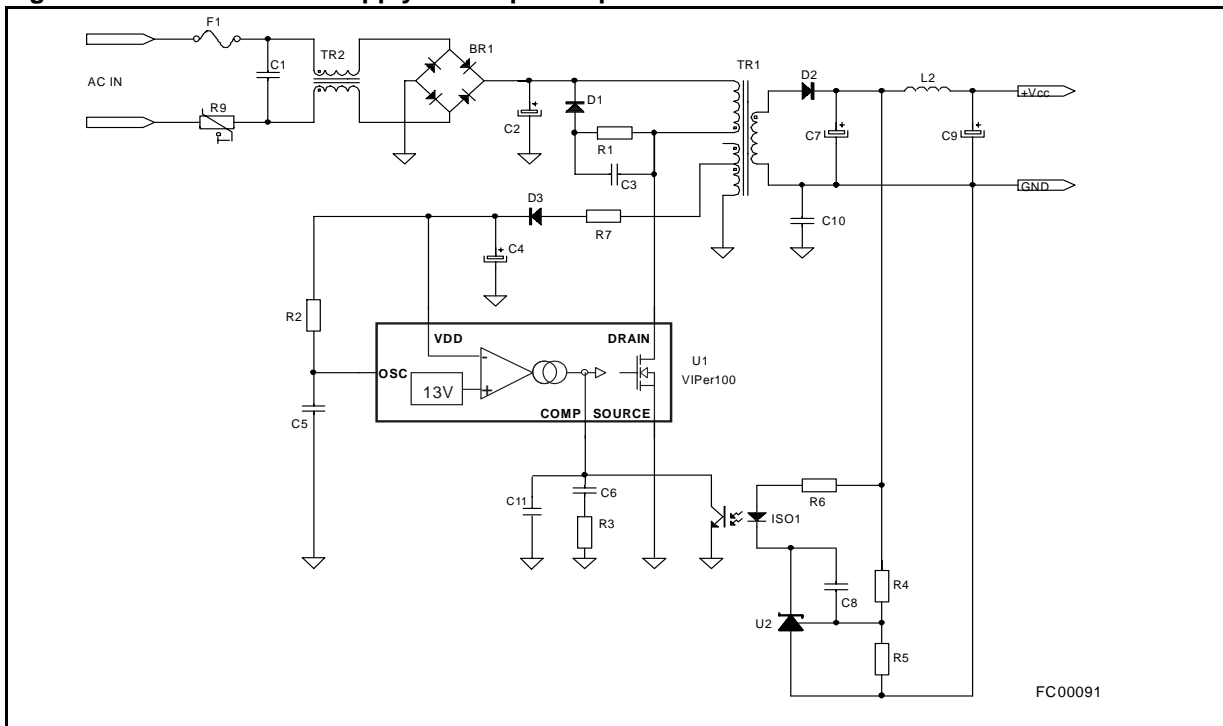 F1
TR2
BR1
TR1
D2
L2
C1
AC IN
D1
+Vcc
R9
C2
C7
C9
T°
R1
C3
GND
D3
C10
R7
C4
R2
VDD
DRAIN
U1
OSC
-
13V
+
VIPer100
COMP
SOURCE
C5
C11
C6
R6
ISO1
R3
R4
C8
U2
R5
FC00091